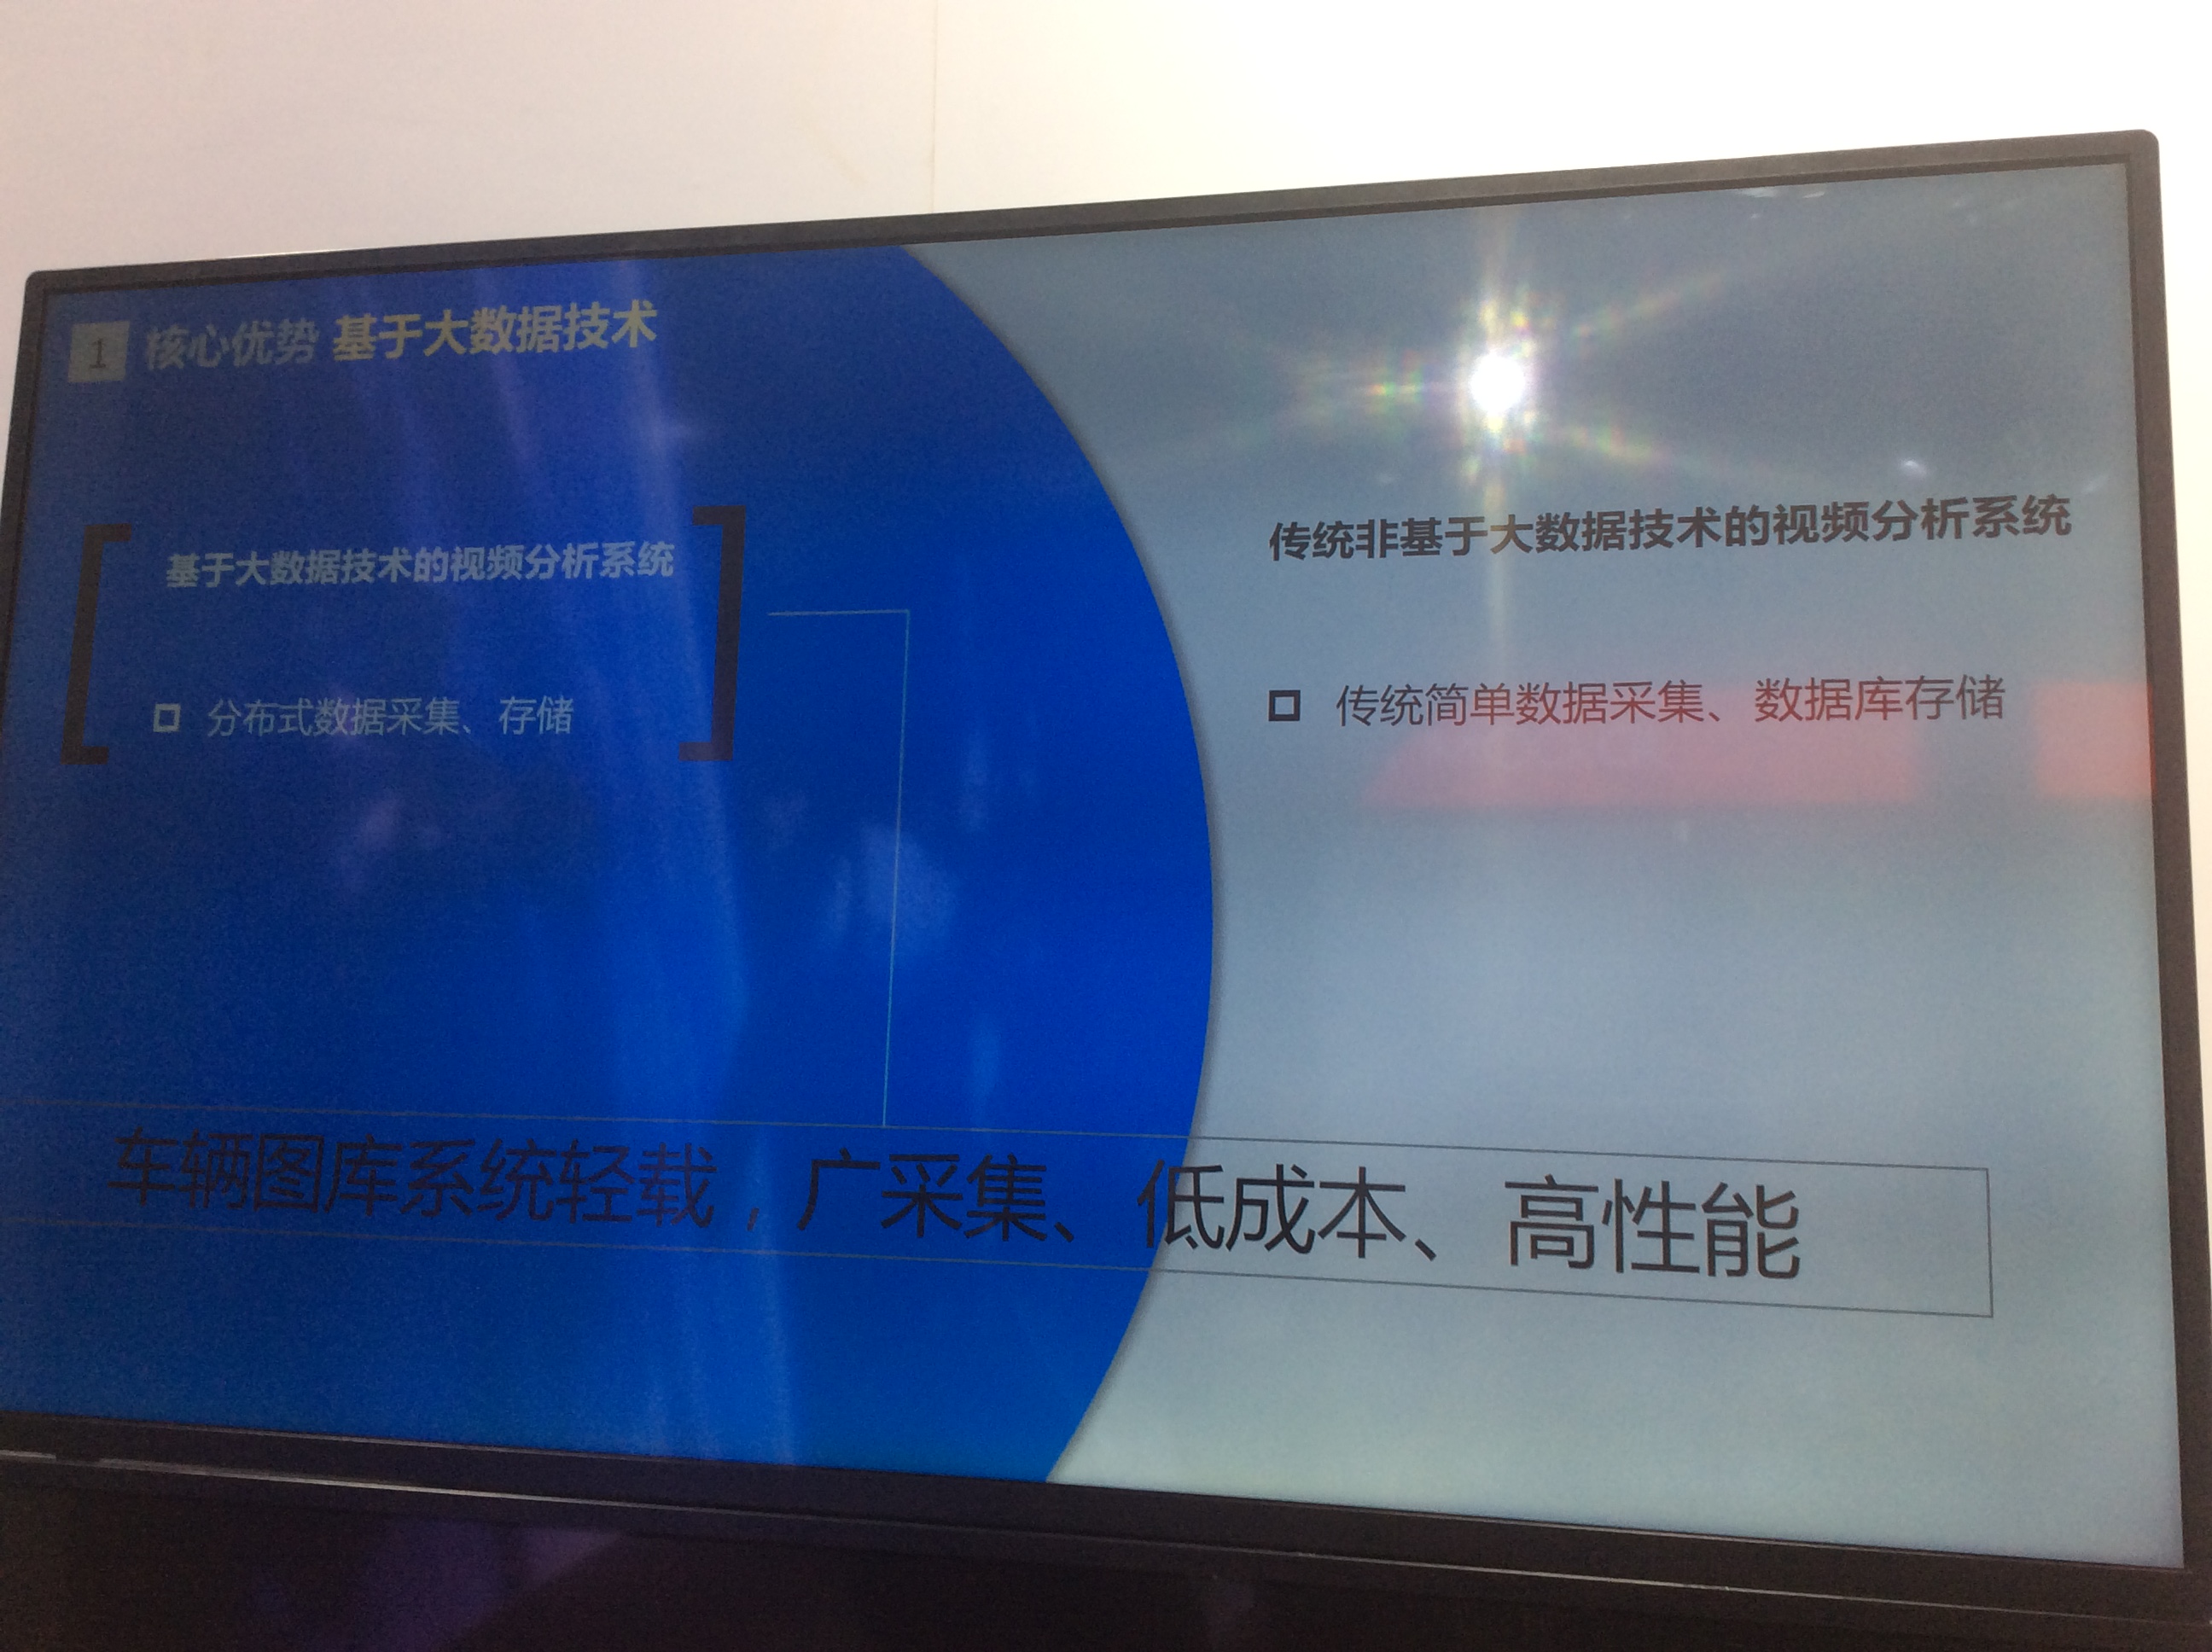 1 核心优势 基于大数据技术
基于大数据技术的视频分析系统
分布式数据采集、存储
传统非基于大数据技术的视频分析系统
传统简单数据采集、数据库存储
车辆图库系统轻载，广采集、低成本、高性能